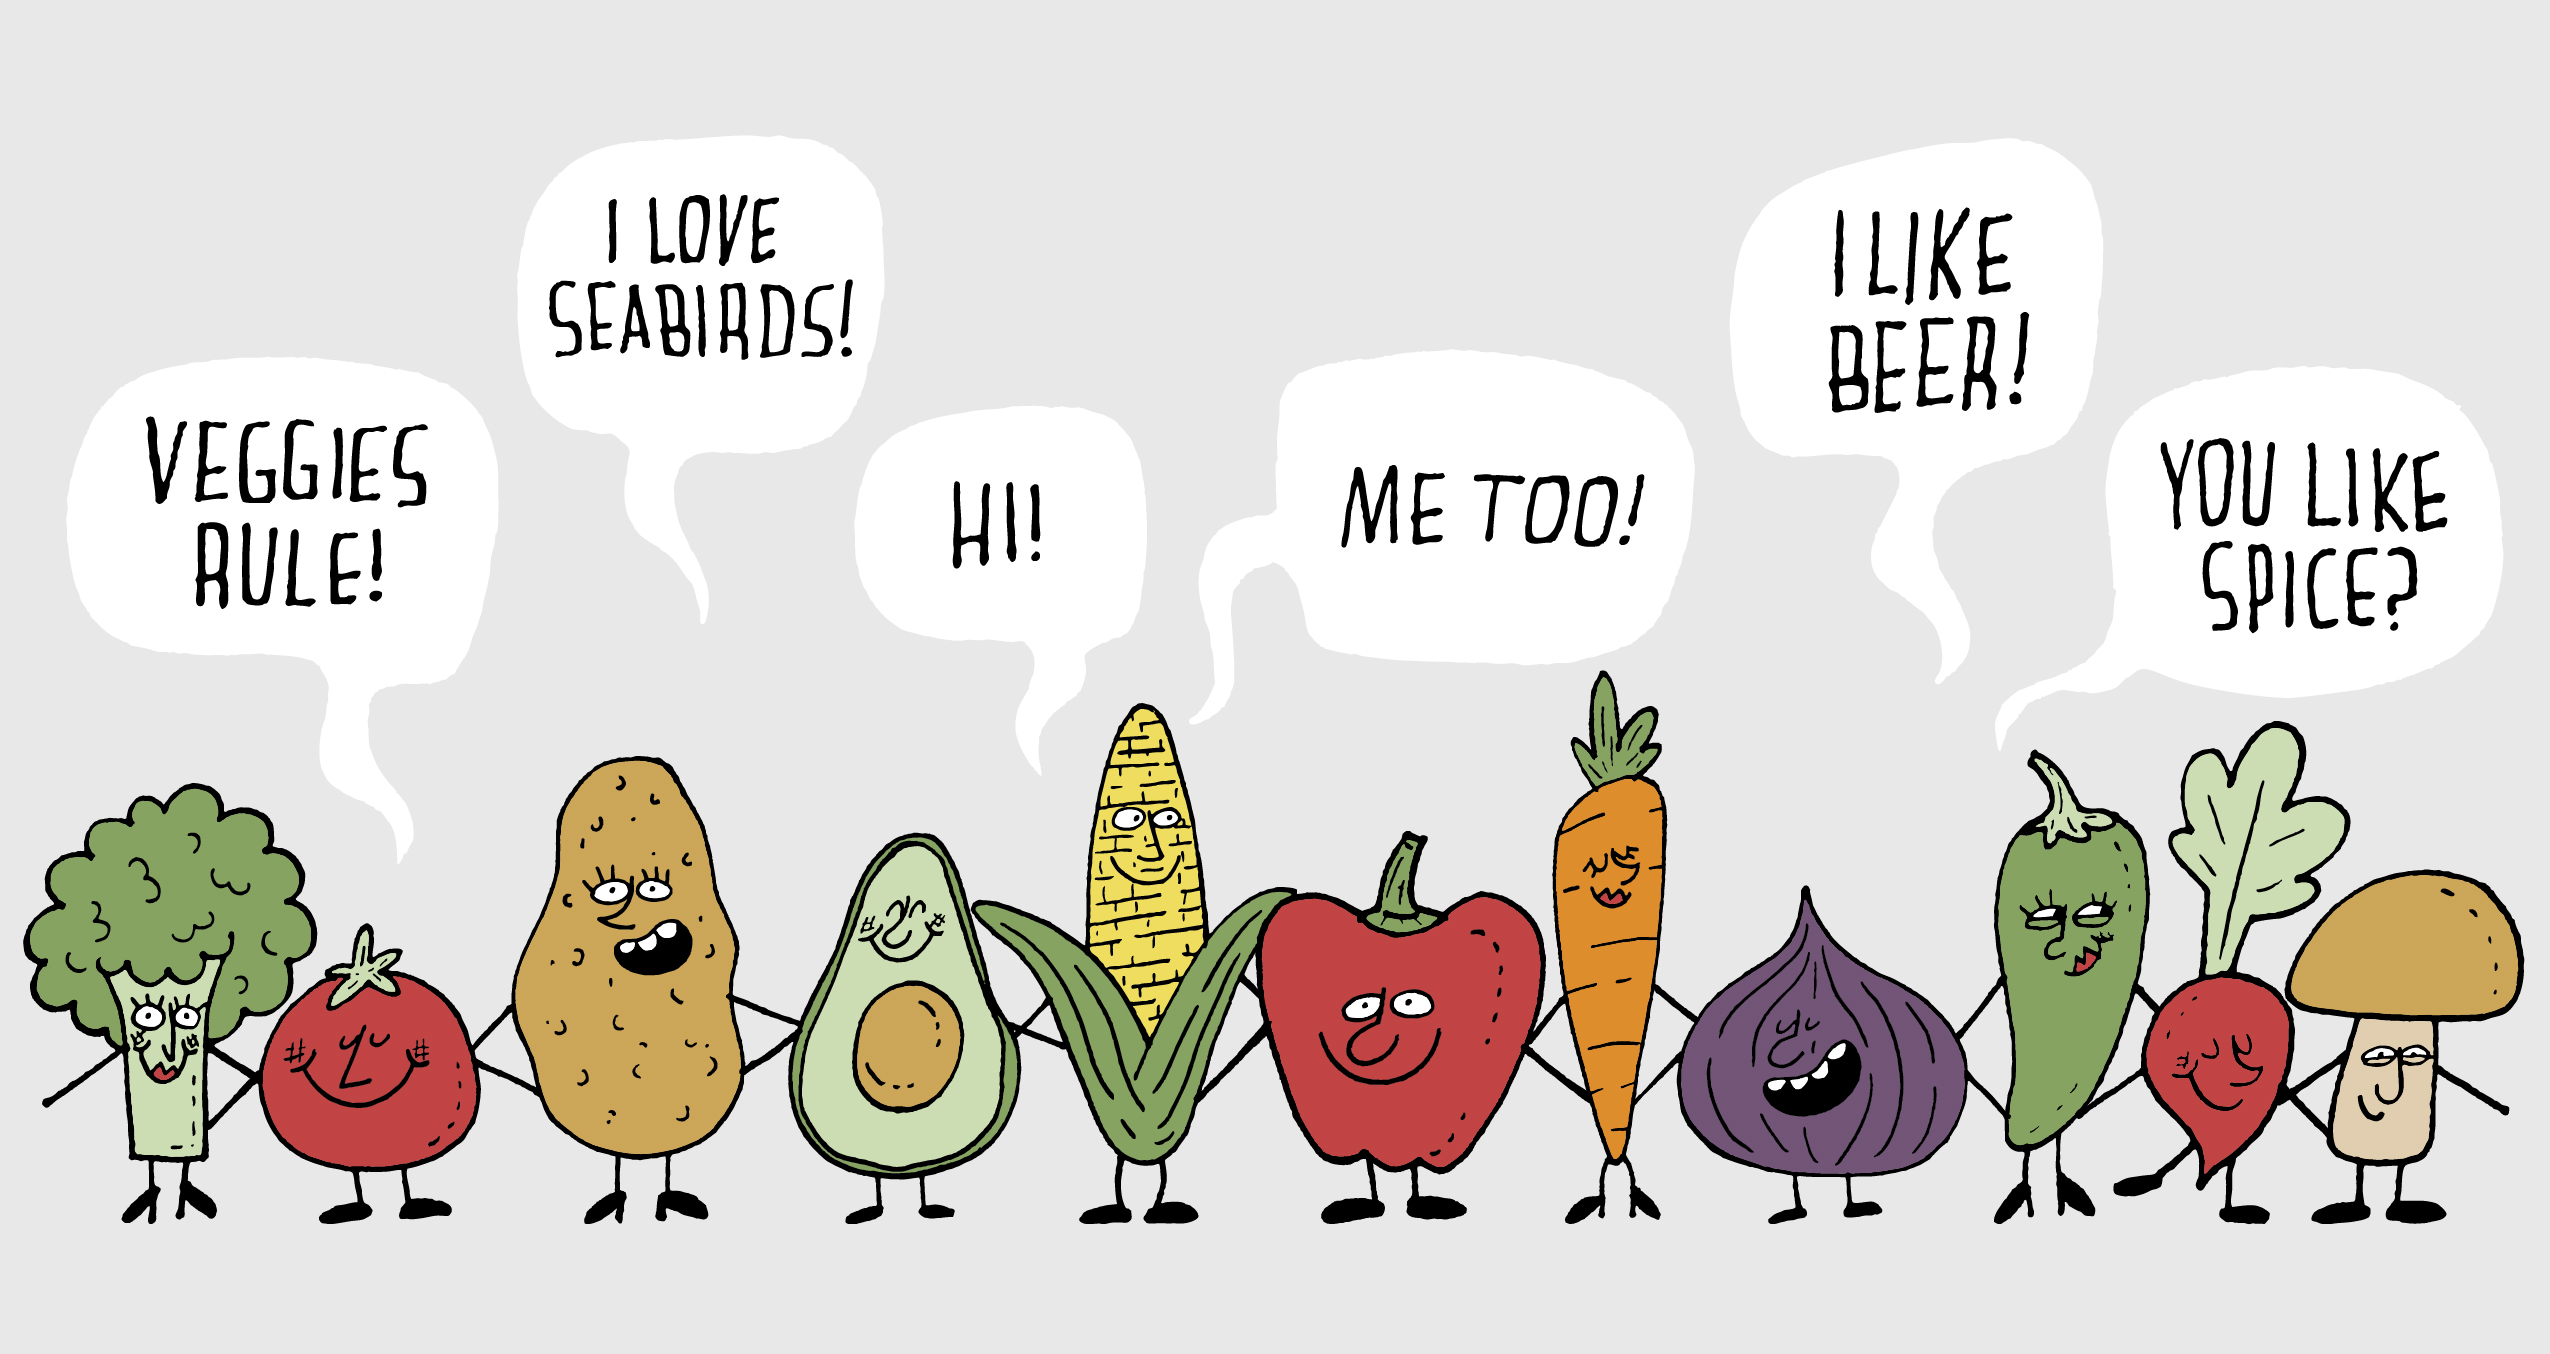 VEGGIES
RULE!
I LOVE
SEABIRDS!
HI!
ME TOO!
I LIKE
BEER!
YOU LIKE
SPICE?